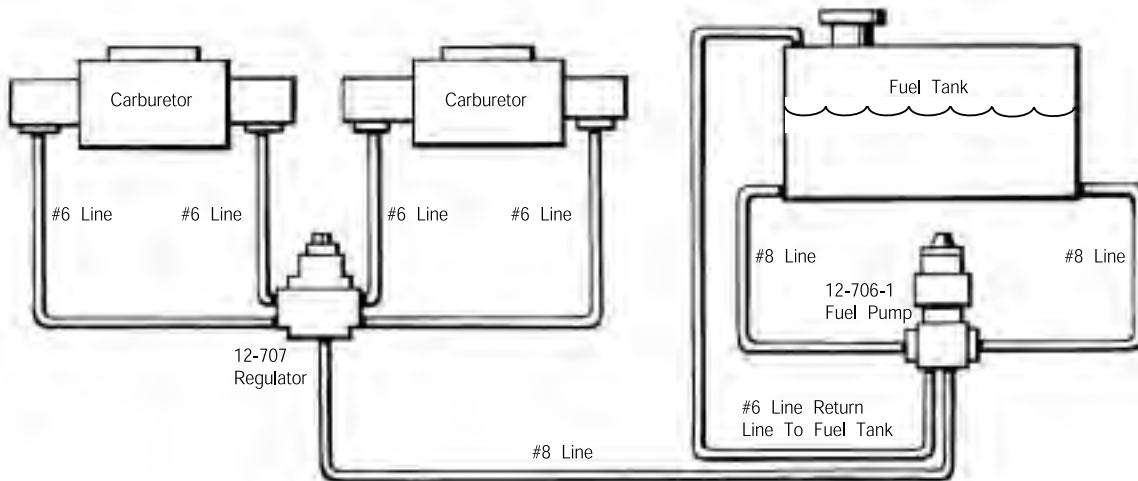 Carburetor
Carburetor
Fuel Tank
#6 Line
#6 Line
#6 Line
#6 Line
#8 Line
#8 Line
12-706-1
Fuel Pump
12-707
Regulator
#6 Line Return
Line To Fuel Tank
#8 Line